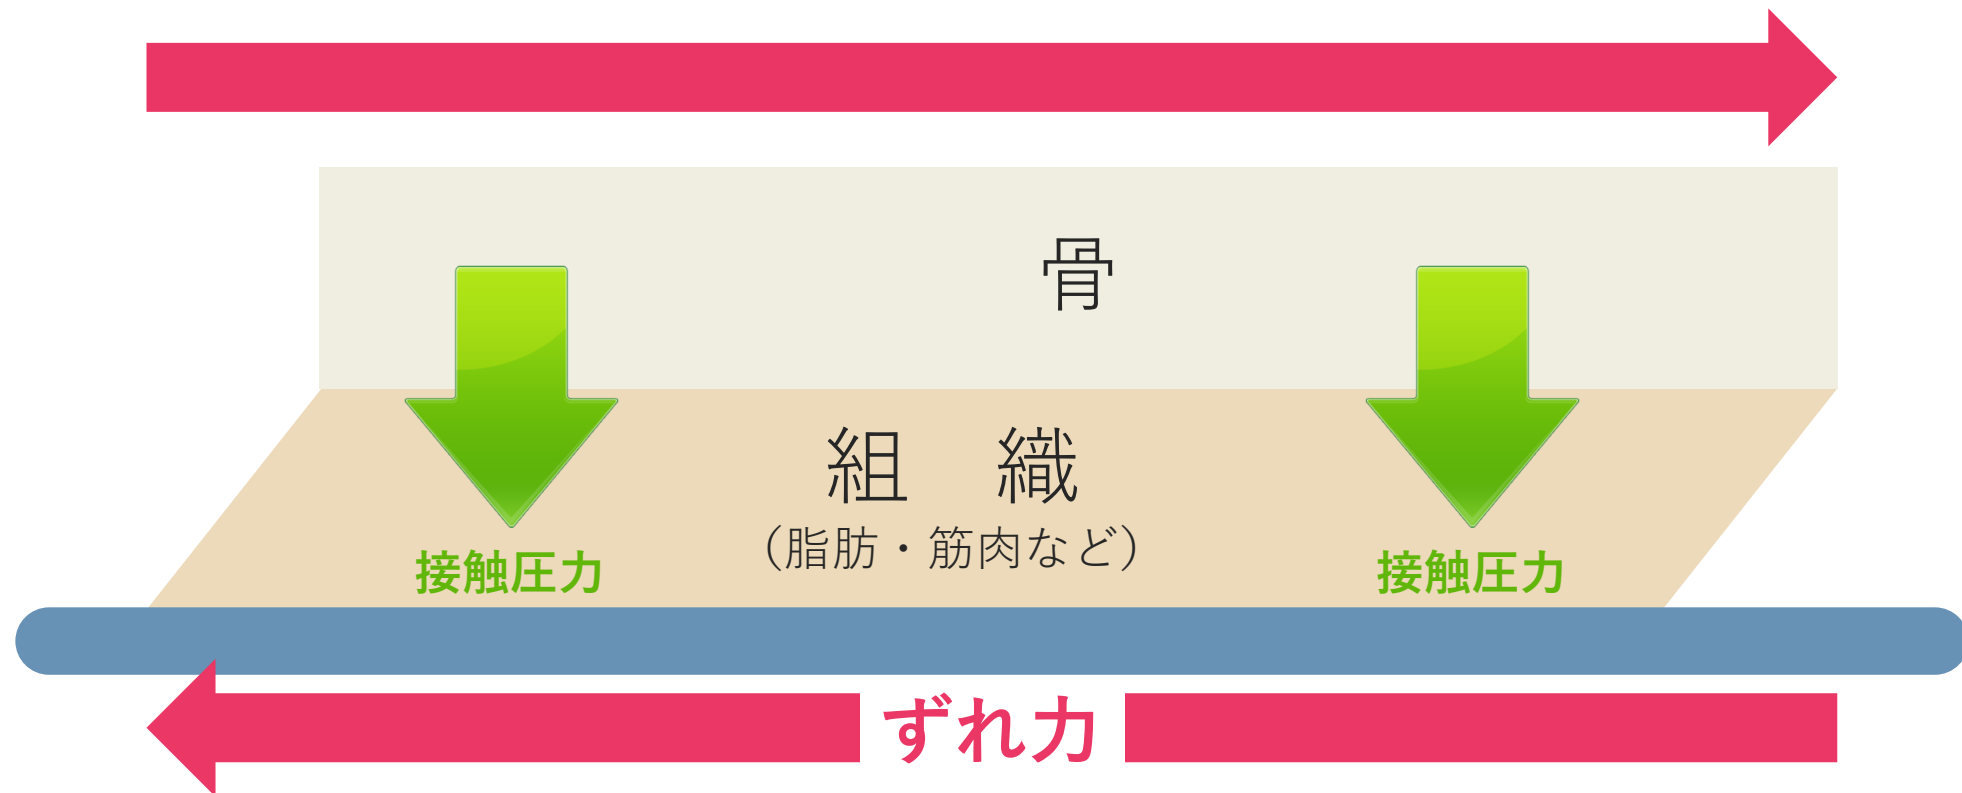 骨
組　織
（脂肪・筋肉など）
接触圧力
接触圧力
ずれ力